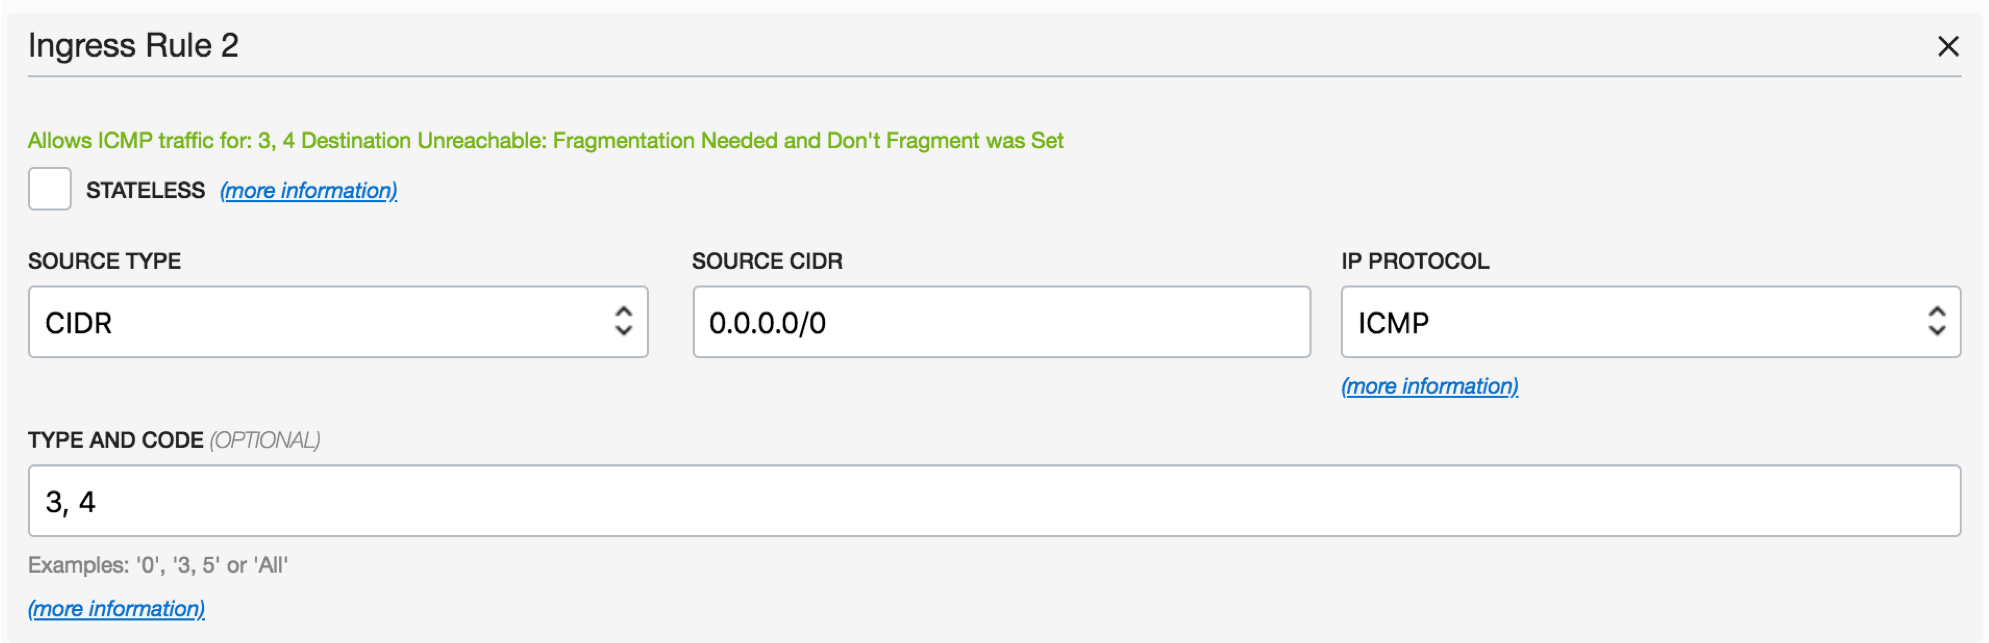 Ingress Rule 2
Allows ICMP traffic for: 3, 4 Destination Unreachable: Fragmentation Needed and Don't Fragment was Set
STATELESS (more information)
SOURCE TYPE SOURCE CIDR IP PROTOCOL
CIDR 0.0.0.0/0 ICMP
(more information)
TYPE AND CODE (OPTIONAL)
3, 4
Examples: '0', '3, 5' or 'All'
(more information)